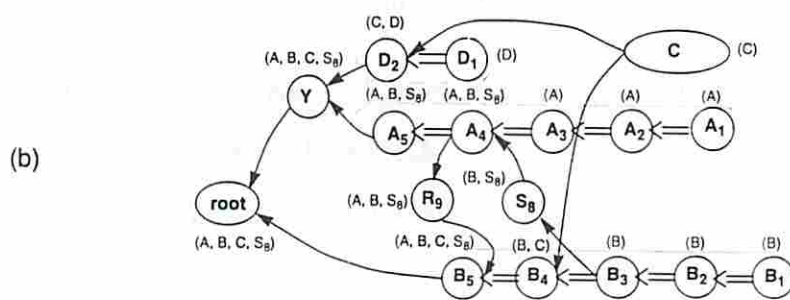 (C, D)
(A, B, C, S₈) D₂ D₁ (D) C (C)
Y (A, B, S₈) (A, B, S₈) (A) (A) (A)
A₅ A₄ A₃ A₂ A₁
(b)
(B, S₈)
root (A, B, S₈) R₉ S₈
(A, B, C, S₈) (A, B, C, S₈) (B, C) (B) (B) (B)
B₅ B₄ B₃ B₂ B₁